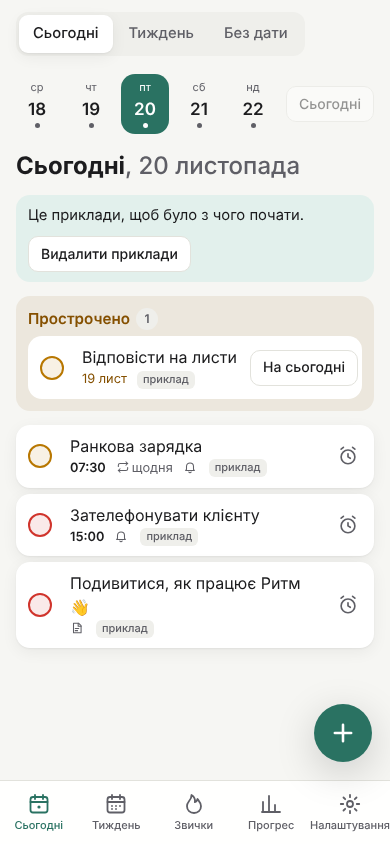 Сьогодні Тиждень Без дати
ср чт пт сб нд
18 19 20 21 22 Сьогодні
Сьогодні, 20 листопада
Це приклади, щоб було з чого почати.
Видалити приклади
Прострочено 1
Відповісти на листи На сьогодні
19 лист приклад
Ранкова зарядка
07:30 щодня приклад
Зателефонувати клієнту
15:00 приклад
Подивитися, як працює Ритм
👋
приклад
Сьогодні Тиждень Звички Прогрес Налаштування